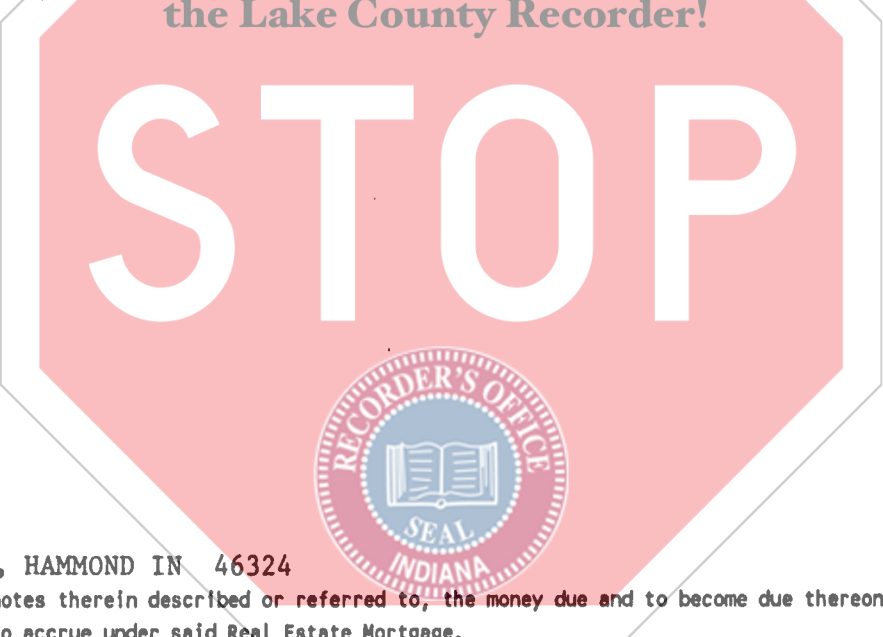 the Lake County Recorder!
STOP
RECORDER'S OFFICE
SEAL
INDIANA
, HAMMOND IN 46324
notes therein described or referred to, the money due and to become due thereon
o accrue under said Real Estate Mortgage.